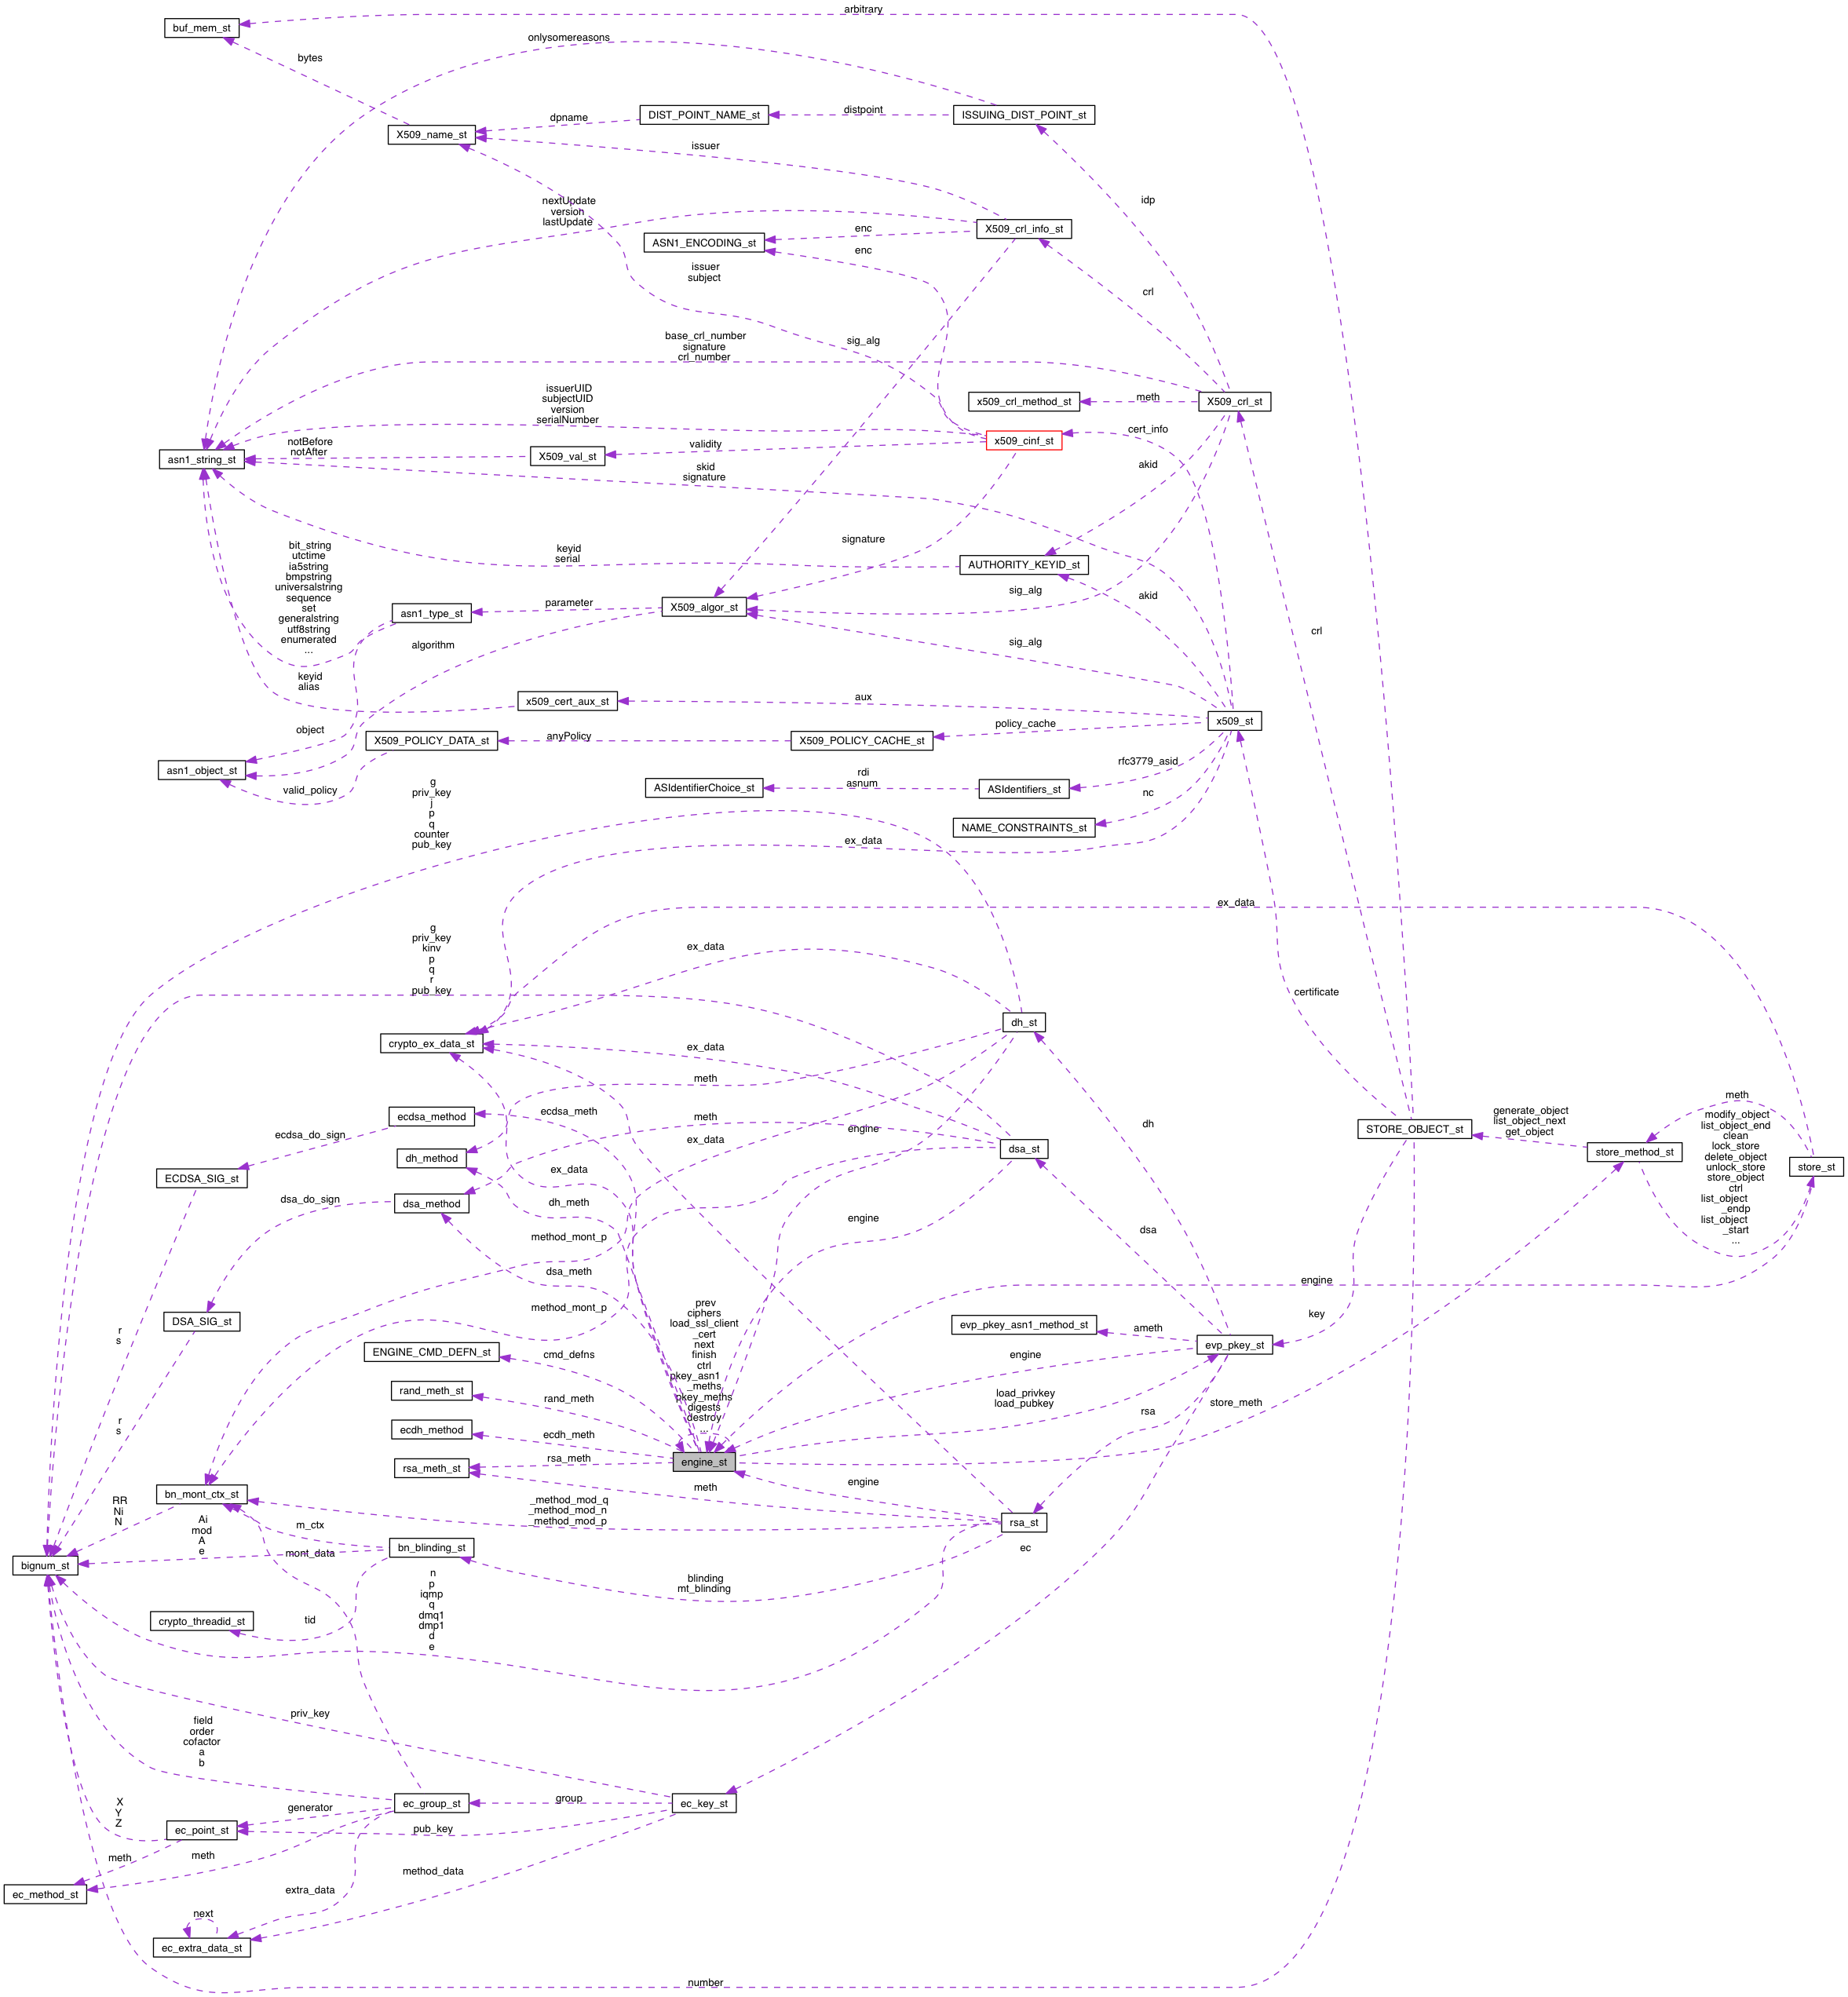 arbitrary
buf_mem_st
onlysomereasons
bytes
DIST_POINT_NAME_st
distpoint
ISSUING_DIST_POINT_st
dpname
X509_name_st
issuer
idp
nextUpdate
version
lastUpdate
X509_crl_info_st
enc
ASN1_ENCODING_st
enc
issuer
subject
crl
base_crl_number
signature
crl_number
sig_alg
issuerUID
subjectUID
version
serialNumber
x509_crl_method_st
meth
X509_crl_st
cert_info
x509_cinf_st
validity
notBefore
notAfter
X509_val_st
asn1_string_st
skid
signature
akid
signature
keyid
serial
AUTHORITY_KEYID_st
bit_string
utctime
ia5string
bmpstring
universalstring
sequence
set
generalstring
utf8string
enumerated
...
asn1_type_st
parameter
X509_algor_st
sig_alg
akid
algorithm
sig_alg
crl
keyid
alias
x509_cert_aux_st
aux
x509_st
object
X509_POLICY_DATA_st
anyPolicy
X509_POLICY_CACHE_st
policy_cache
asn1_object_st
valid_policy
rfc3779_asid
rdi
asnum
ASIdentifierChoice_st
ASIdentifiers_st
nc
NAME_CONSTRAINTS_st
g
priv_key
j
p
q
counter
pub_key
ex_data
ex_data
g
priv_key
kinv
p
q
r
pub_key
ex_data
certificate
dh_st
crypto_ex_data_st
ex_data
meth
ecdsa_method
ecdsa_meth
meth
ecdsa_do_sign
ex_data
engine
dh
dh_method
dsa_st
ECDSA_SIG_st
ex_data
STORE_OBJECT_st
generate_object
list_object_next
get_object
store_method_st
meth
modify_object
list_object_end
clean
lock_store
delete_object
unlock_store
store_object
ctrl
list_object
_endp
list_object
_start
...
store_st
dsa_do_sign
dsa_method
dh_meth
engine
dsa
method_mont_p
dsa_meth
engine
method_mont_p
DSA_SIG_st
r
s
prev
ciphers
load_ssl_client
_cert
next
finish
ctrl
pkey_asn1
_meths
pkey_meths
digests
destroy
...
evp_pkey_asn1_method_st
ameth
key
evp_pkey_st
ENGINE_CMD_DEFN_st
cmd_defns
engine
rand_meth_st
rand_meth
load_privkey
load_pubkey
store_meth
rsa
r
s
ecdh_method
ecdh_meth
engine_st
rsa_meth_st
rsa_meth
meth
engine
bn_mont_ctx_st
_method_mod_q
_method_mod_n
_method_mod_p
rsa_st
RR
Ni
N
Ai
mod
A
e
m_ctx
bn_blinding_st
ec
mont_data
bignum_st
n
p
iqmp
q
dmq1
dmp1
d
e
blinding
mt_blinding
crypto_threadid_st
tid
priv_key
field
order
cofactor
a
b
ec_group_st
group
ec_key_st
X
Y
Z
generator
ec_point_st
pub_key
meth
meth
method_data
ec_method_st
extra_data
next
ec_extra_data_st
number